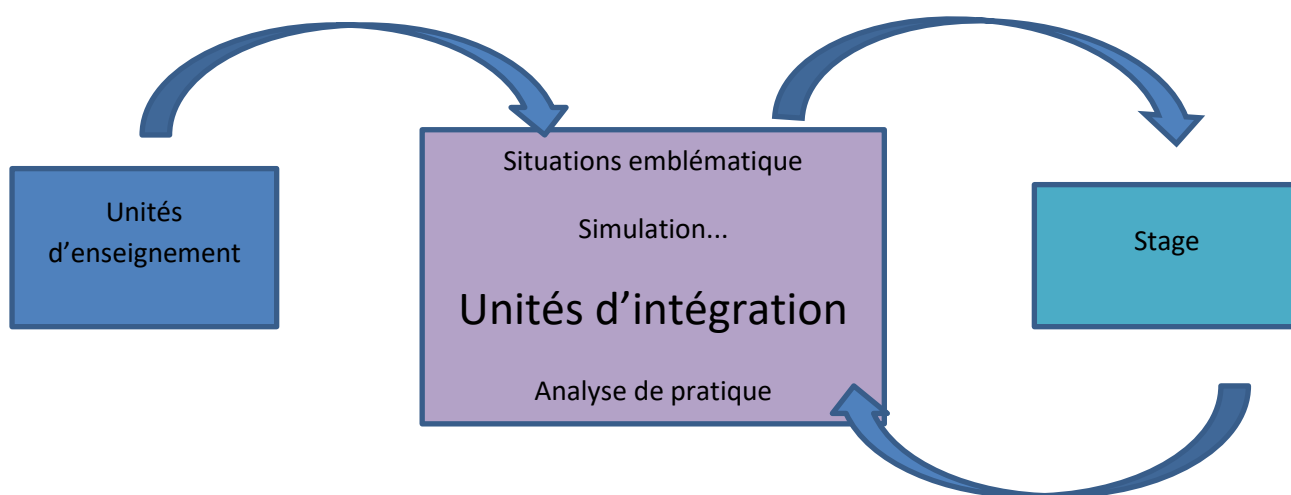 Unités
d’enseignement
Situations emblématique
Simulation...
Unités d’intégration
Analyse de pratique
Stage